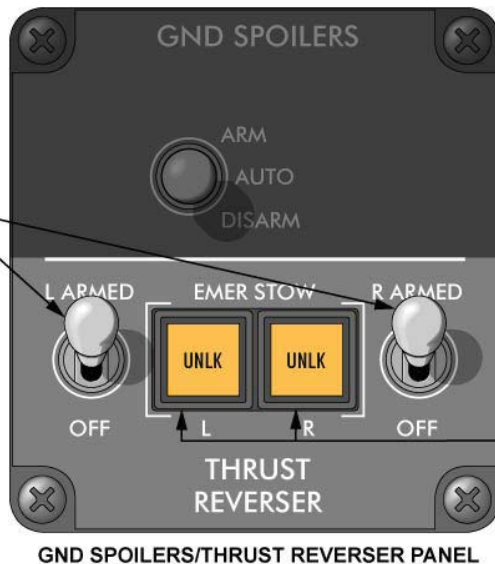 GND SPOILERS
ARM
AUTO
DISARM
L ARMED EMER STOW R ARMED
UNLK UNLK
OFF L R OFF
THRUST
REVERSER
GND SPOILERS/THRUST REVERSER PANEL